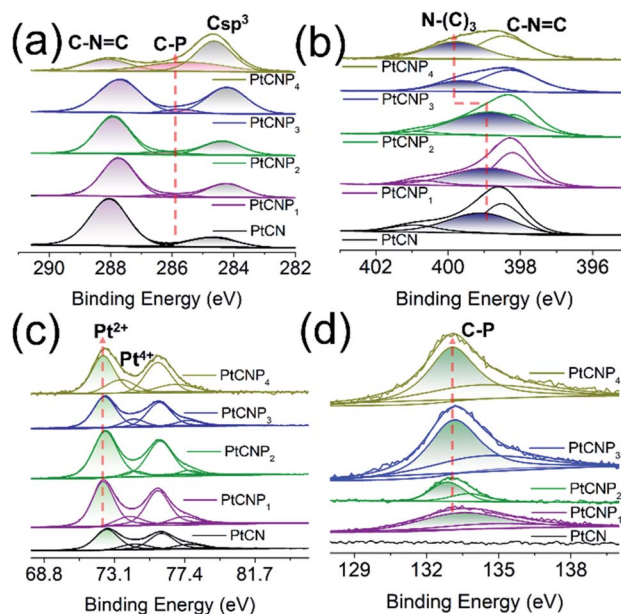 (a)
C-N=C
C-P
Csp³
PtCNP₄
PtCNP₃
PtCNP₂
PtCNP₁
PtCN
290 288 286 284 282
Binding Energy (eV)
(b)
N-(C)₃
C-N=C
PtCNP₄
PtCNP₃
PtCNP₂
PtCNP₁
PtCN
402 400 398 396
Binding Energy (eV)
(c)
Pt²⁺
Pt⁴⁺
PtCNP₄
PtCNP₃
PtCNP₂
PtCNP₁
PtCN
68.8 73.1 77.4 81.7
Binding Energy (eV)
(d)
C-P
PtCNP₄
PtCNP₃
PtCNP₂
PtCNP₁
PtCN
129 132 135 138
Binding Energy (eV)